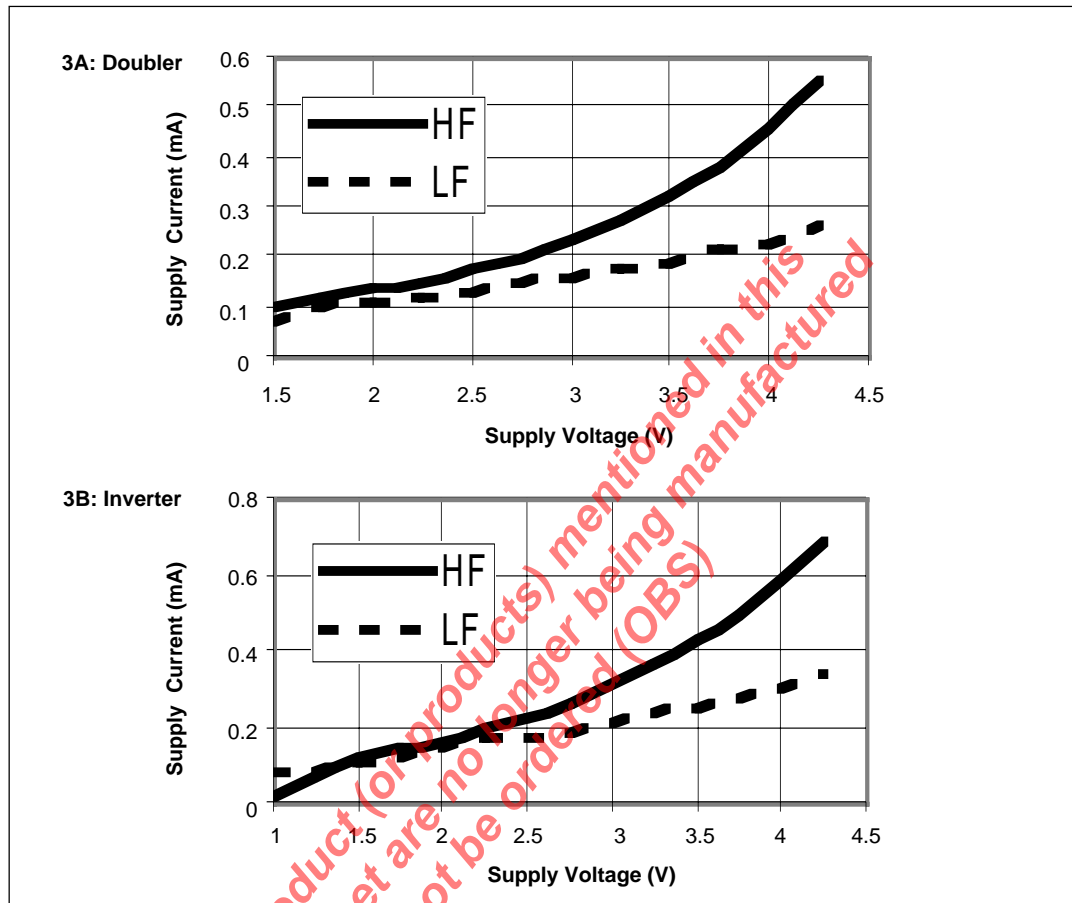 3A: Doubler
Supply Current (mA)
0.6
0.5
0.4
0.3
0.2
0.1
0
HF
LF
1.5 2 2.5 3 3.5 4 4.5
Supply Voltage (V)
3B: Inverter
Supply Current (mA)
0.8
0.6
0.4
0.2
0
HF
LF
1 1.5 2 2.5 3 3.5 4 4.5
Supply Voltage (V)
(or products) mentioned in this
are no longer being manufactured
be ordered (OBS)